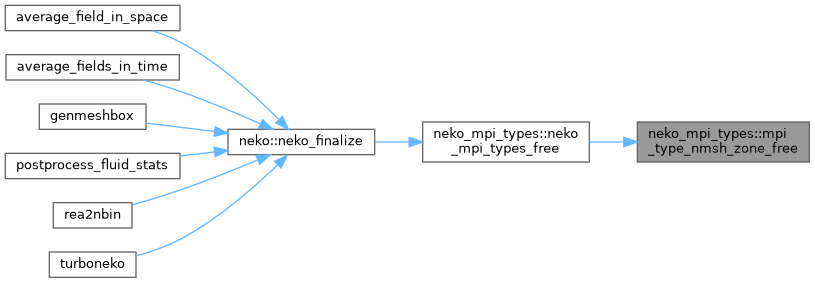 average_field_in_space
average_fields_in_time
genmeshbox
postprocess_fluid_stats
rea2nbin
turboneko
neko::neko_finalize
neko_mpi_types::neko
_mpi_types_free
neko_mpi_types::mpi
_type_nmsh_zone_free